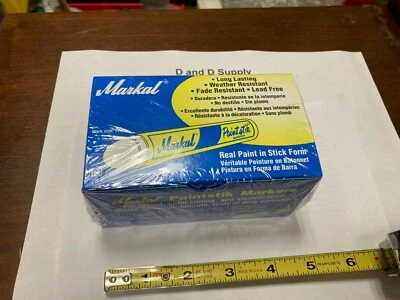 D and D Supply
Markal
• Long Lasting
• Weather Resistant
• Fade Resistant • Lead Free
• Duradera • Resistente en la intemperie
• No destiñe • Sin plomo
• Excellente durabilité • Résistante aux intempéries
• Résistante à la décoloration • Sans plomb
Markal Paintstik
Real Paint in Stick Form
Véritable Peinture en Bâtonnet
Pintura en Forma de Barra
Markal Paintstik Markers
1 2 3 4 5 6